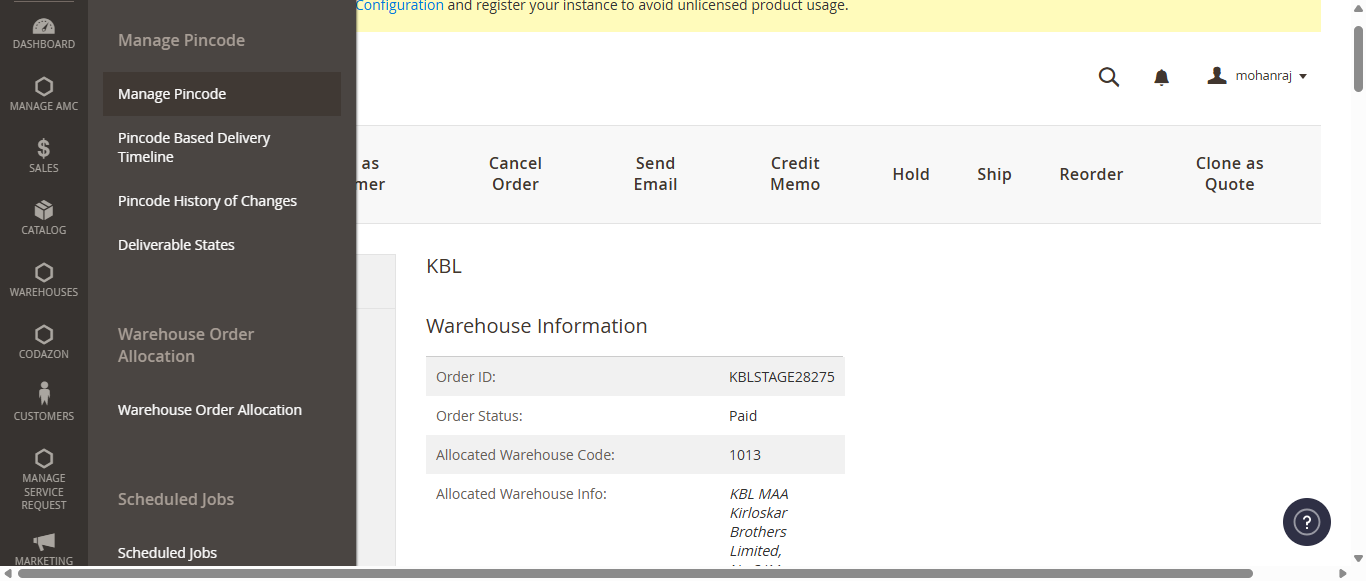 Configuration and register your instance to avoid unlicensed product usage.
DASHBOARD
MANAGE AMC
SALES
CATALOG
WAREHOUSES
CODAZON
CUSTOMERS
MANAGE
SERVICE
REQUEST
MARKETING
Manage Pincode
Manage Pincode
Pincode Based Delivery
Timeline
Pincode History of Changes
Deliverable States
Warehouse Order
Allocation
Warehouse Order Allocation
Scheduled Jobs
Scheduled Jobs
mohanraj
as
mer
Cancel
Order
Send
Email
Credit
Memo
Hold
Ship
Reorder
Clone as
Quote
KBL
Warehouse Information
Order ID: KBLSTAGE28275
Order Status: Paid
Allocated Warehouse Code: 1013
Allocated Warehouse Info: KBL MAA
Kirloskar
Brothers
Limited,
?